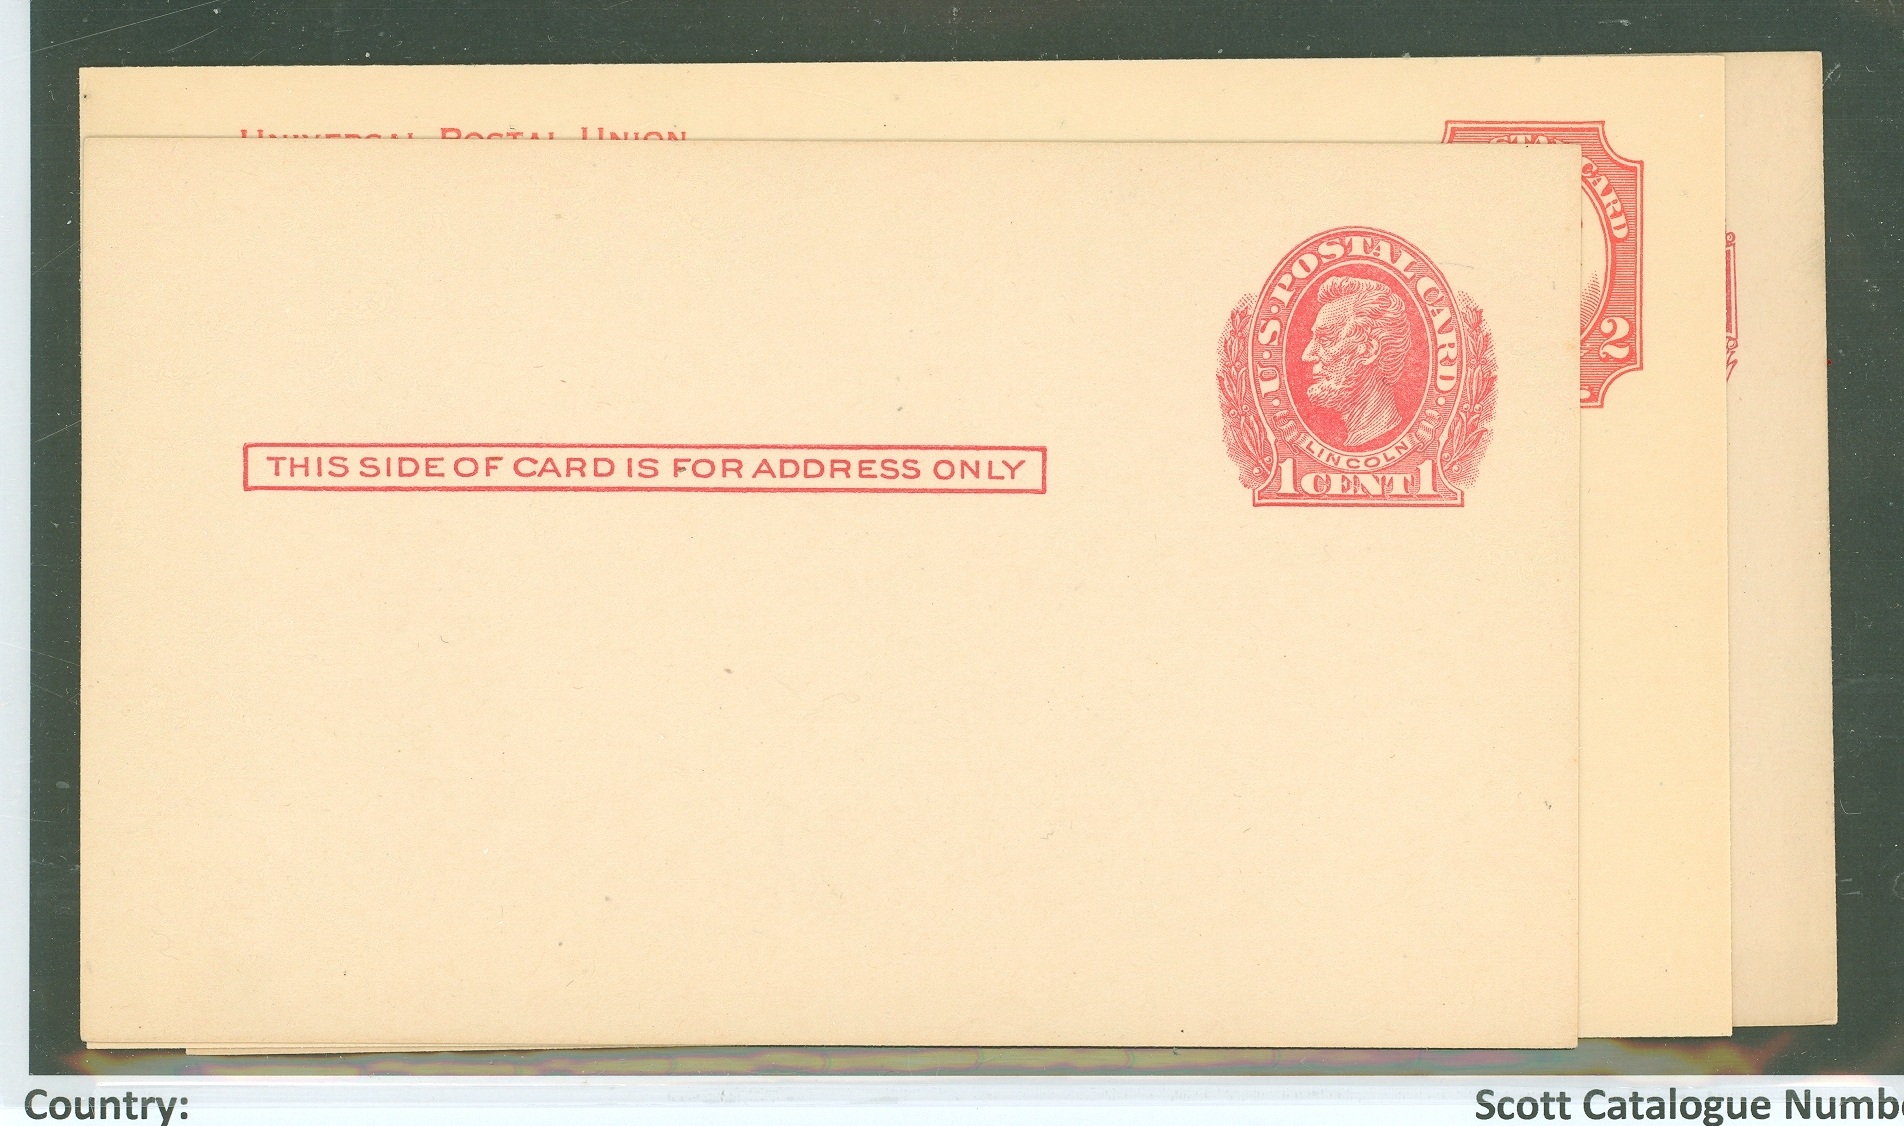 UNIVERSAL POSTAL UNION
CARD
2
U.S. POSTAL CARD.
LINCOLN
1 CENT 1
THIS SIDE OF CARD IS FOR ADDRESS ONLY
Country:
Scott Catalogue